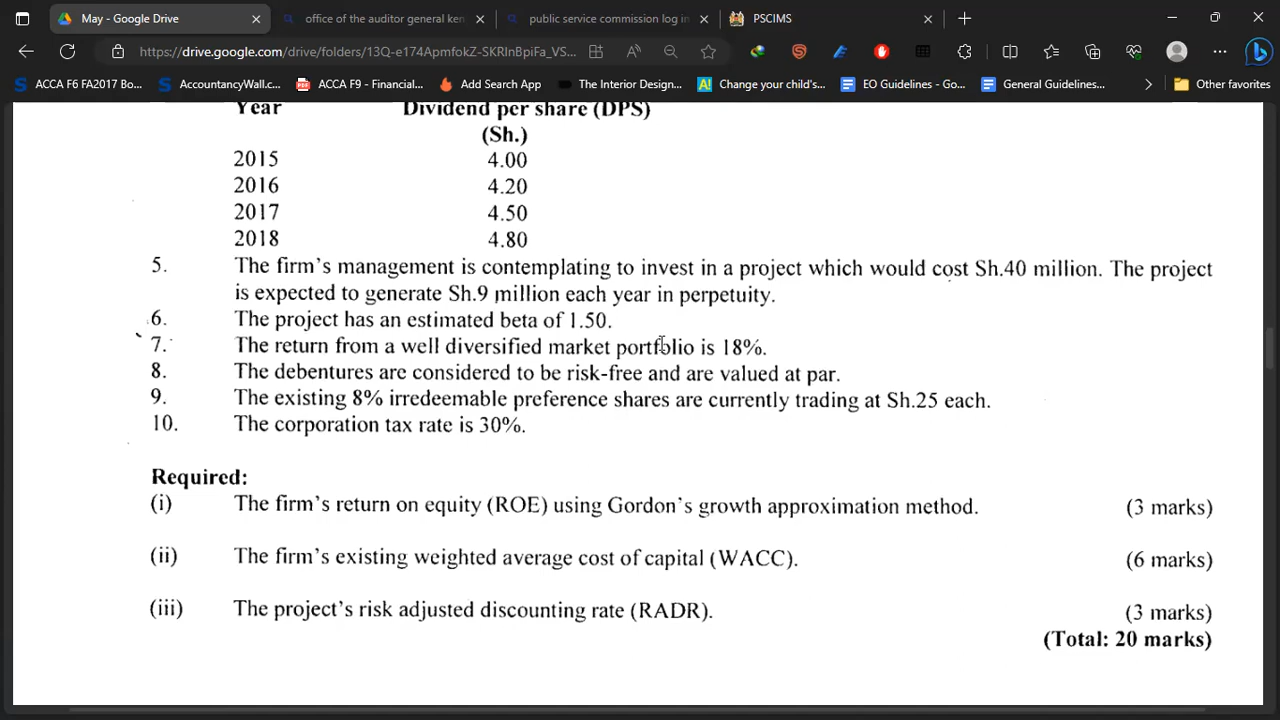 May - Google Drive
office of the auditor general ken
public service commission log in
PSCIMS
https://drive.google.com/drive/folders/13Q-e174ApmfokZ-SKRInBpiFa_VS...
ACCA F6 FA2017 Bo...
AccountancyWall.c...
ACCA F9 - Financial...
Add Search App
The Interior Design...
A!
Change your child's...
EO Guidelines - Go...
General Guidelines...
Other favorites
Year Dividend per share (DPS)
(Sh.)
2015 4.00
2016 4.20
2017 4.50
2018 4.80
5. The firm's management is contemplating to invest in a project which would cost Sh.40 million. The project
is expected to generate Sh.9 million each year in perpetuity.
6. The project has an estimated beta of 1.50.
7. The return from a well diversified market portfolio is 18%.
8. The debentures are considered to be risk-free and are valued at par.
9. The existing 8% irredeemable preference shares are currently trading at Sh.25 each.
10. The corporation tax rate is 30%.
Required:
(i) The firm's return on equity (ROE) using Gordon's growth approximation method. (3 marks)
(ii) The firm's existing weighted average cost of capital (WACC). (6 marks)
(iii) The project's risk adjusted discounting rate (RADR). (3 marks)
(Total: 20 marks)